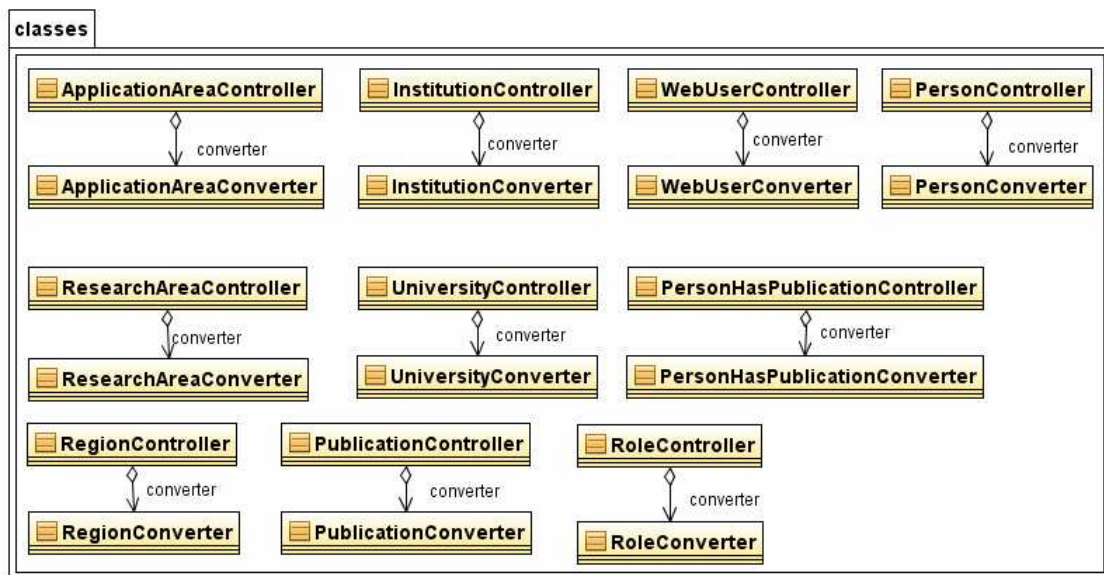 classes
ApplicationAreaController InstitutionController WebUserController PersonController
converter converter converter converter
ApplicationAreaConverter InstitutionConverter WebUserConverter PersonConverter
ResearchAreaController UniversityController PersonHasPublicationController
converter converter converter
ResearchAreaConverter UniversityConverter PersonHasPublicationConverter
RegionController PublicationController RoleController
converter converter converter
RegionConverter PublicationConverter RoleConverter